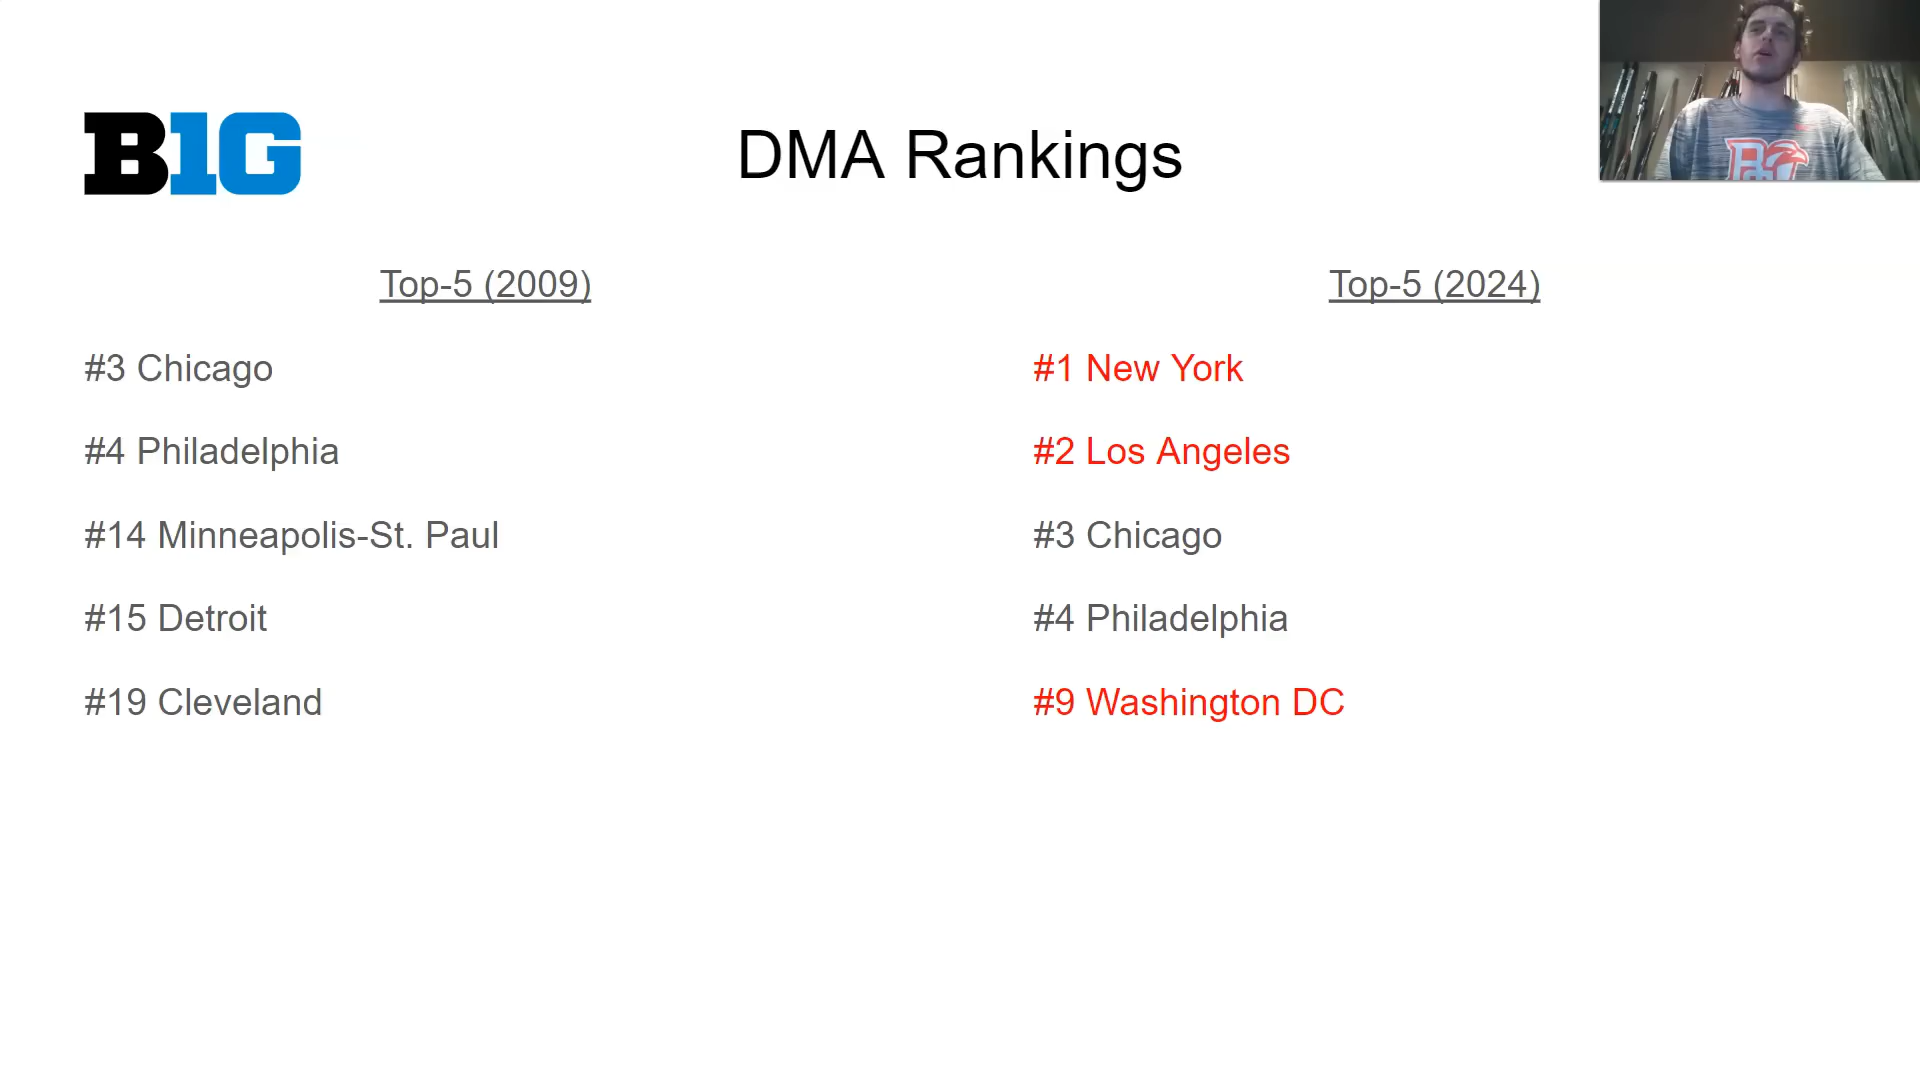 B1G
DMA Rankings
Top-5 (2009)
#3 Chicago
#4 Philadelphia
#14 Minneapolis-St. Paul
#15 Detroit
#19 Cleveland
Top-5 (2024)
#1 New York
#2 Los Angeles
#3 Chicago
#4 Philadelphia
#9 Washington DC